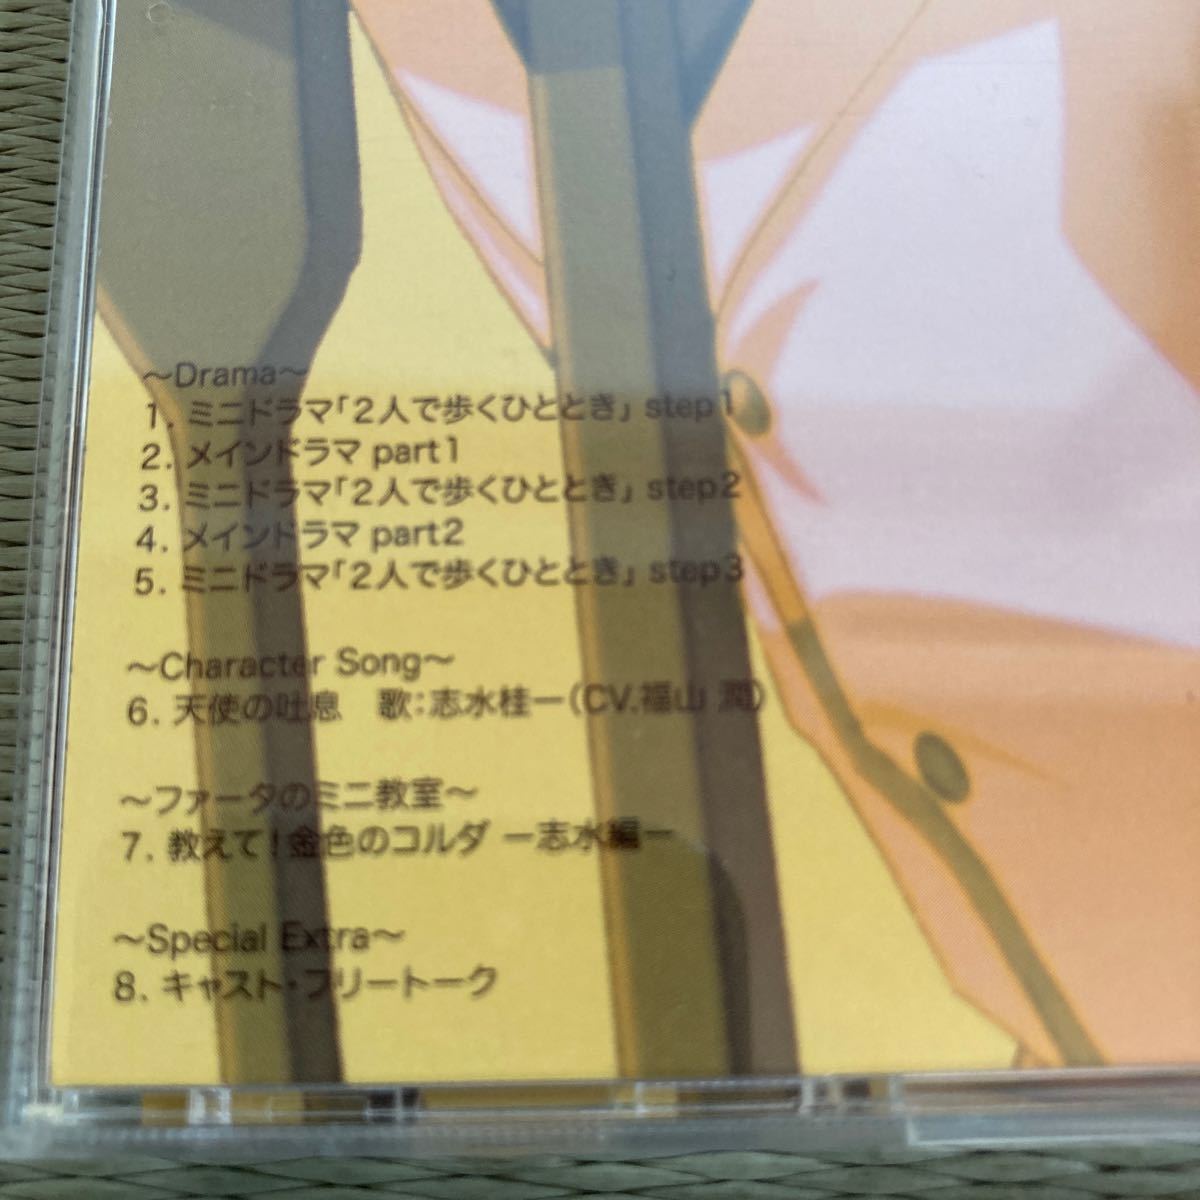 ～Drama～
1. ミニドラマ「2人で歩くひととき」 step1
2. メインドラマ part1
3. ミニドラマ「2人で歩くひととき」 step2
4. メインドラマ part2
5. ミニドラマ「2人で歩くひととき」 step3
～Character Song～
6. 天使の吐息　歌：志水桂一（CV.福山 潤）
～ファータのミニ教室～
7. 教えて！金色のコルダ ー志水編ー
～Special Extra～
8. キャスト・フリートーク